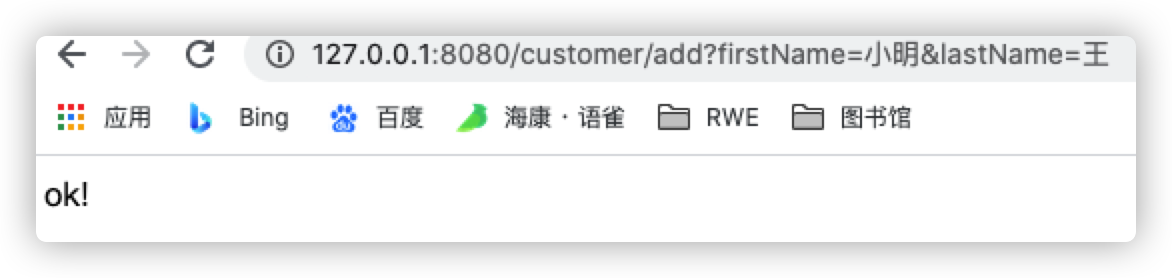 127.0.0.1:8080/customer/add?firstName=小明&lastName=王
应用 Bing 百度 海康 · 语雀 RWE 图书馆
ok!